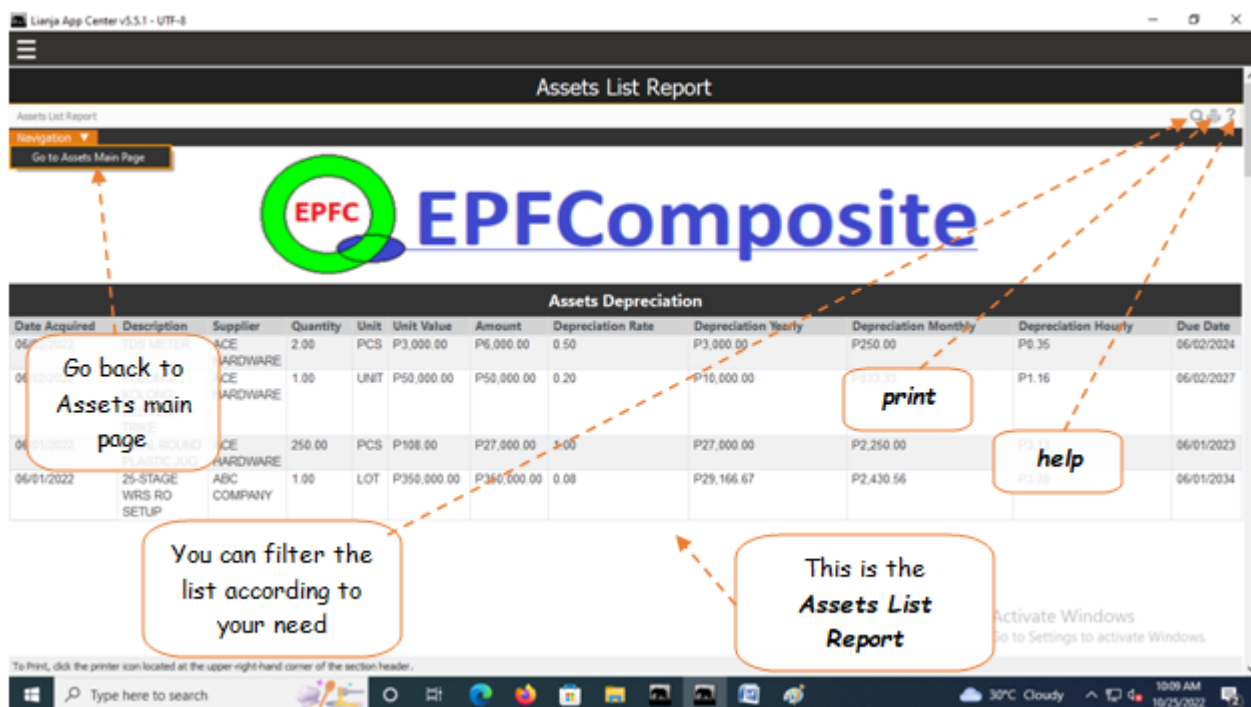 Lianja App Center v5.5.1 - UTF-8
Assets List Report
Assets List Report
Navigation ▼
Go to Assets Main Page
EPFC EPFComposite
Assets Depreciation
Date Acquired Description Supplier Quantity Unit Unit Value Amount Depreciation Rate Depreciation Yearly Depreciation Monthly Depreciation Hourly Due Date
TDS METER ACE HARDWARE 2.00 PCS P3,000.00 P6,000.00 0.50 P3,000.00 P250.00 P0.35 06/02/2024
ACE HARDWARE 1.00 UNIT P50,000.00 P50,000.00 0.20 P10,000.00 P833.33 P1.16 06/02/2027
TRIKE
ROUND PLASTIC JUG ACE HARDWARE 250.00 PCS P108.00 P27,000.00 1.00 P27,000.00 P2,250.00 06/01/2023
06/01/2022 25-STAGE WRS RO SETUP ABC COMPANY 1.00 LOT P350,000.00 P350,000.00 0.08 P29,166.67 P2,430.56 06/01/2034
Go back to
Assets main
page
print
help
You can filter the
list according to
your need
This is the
Assets List
Report
Activate Windows
Go to Settings to activate Windows.
To Print, click the printer icon located at the upper-right-hand corner of the section header.
Type here to search
30°C Cloudy
10:09 AM
10/25/2022